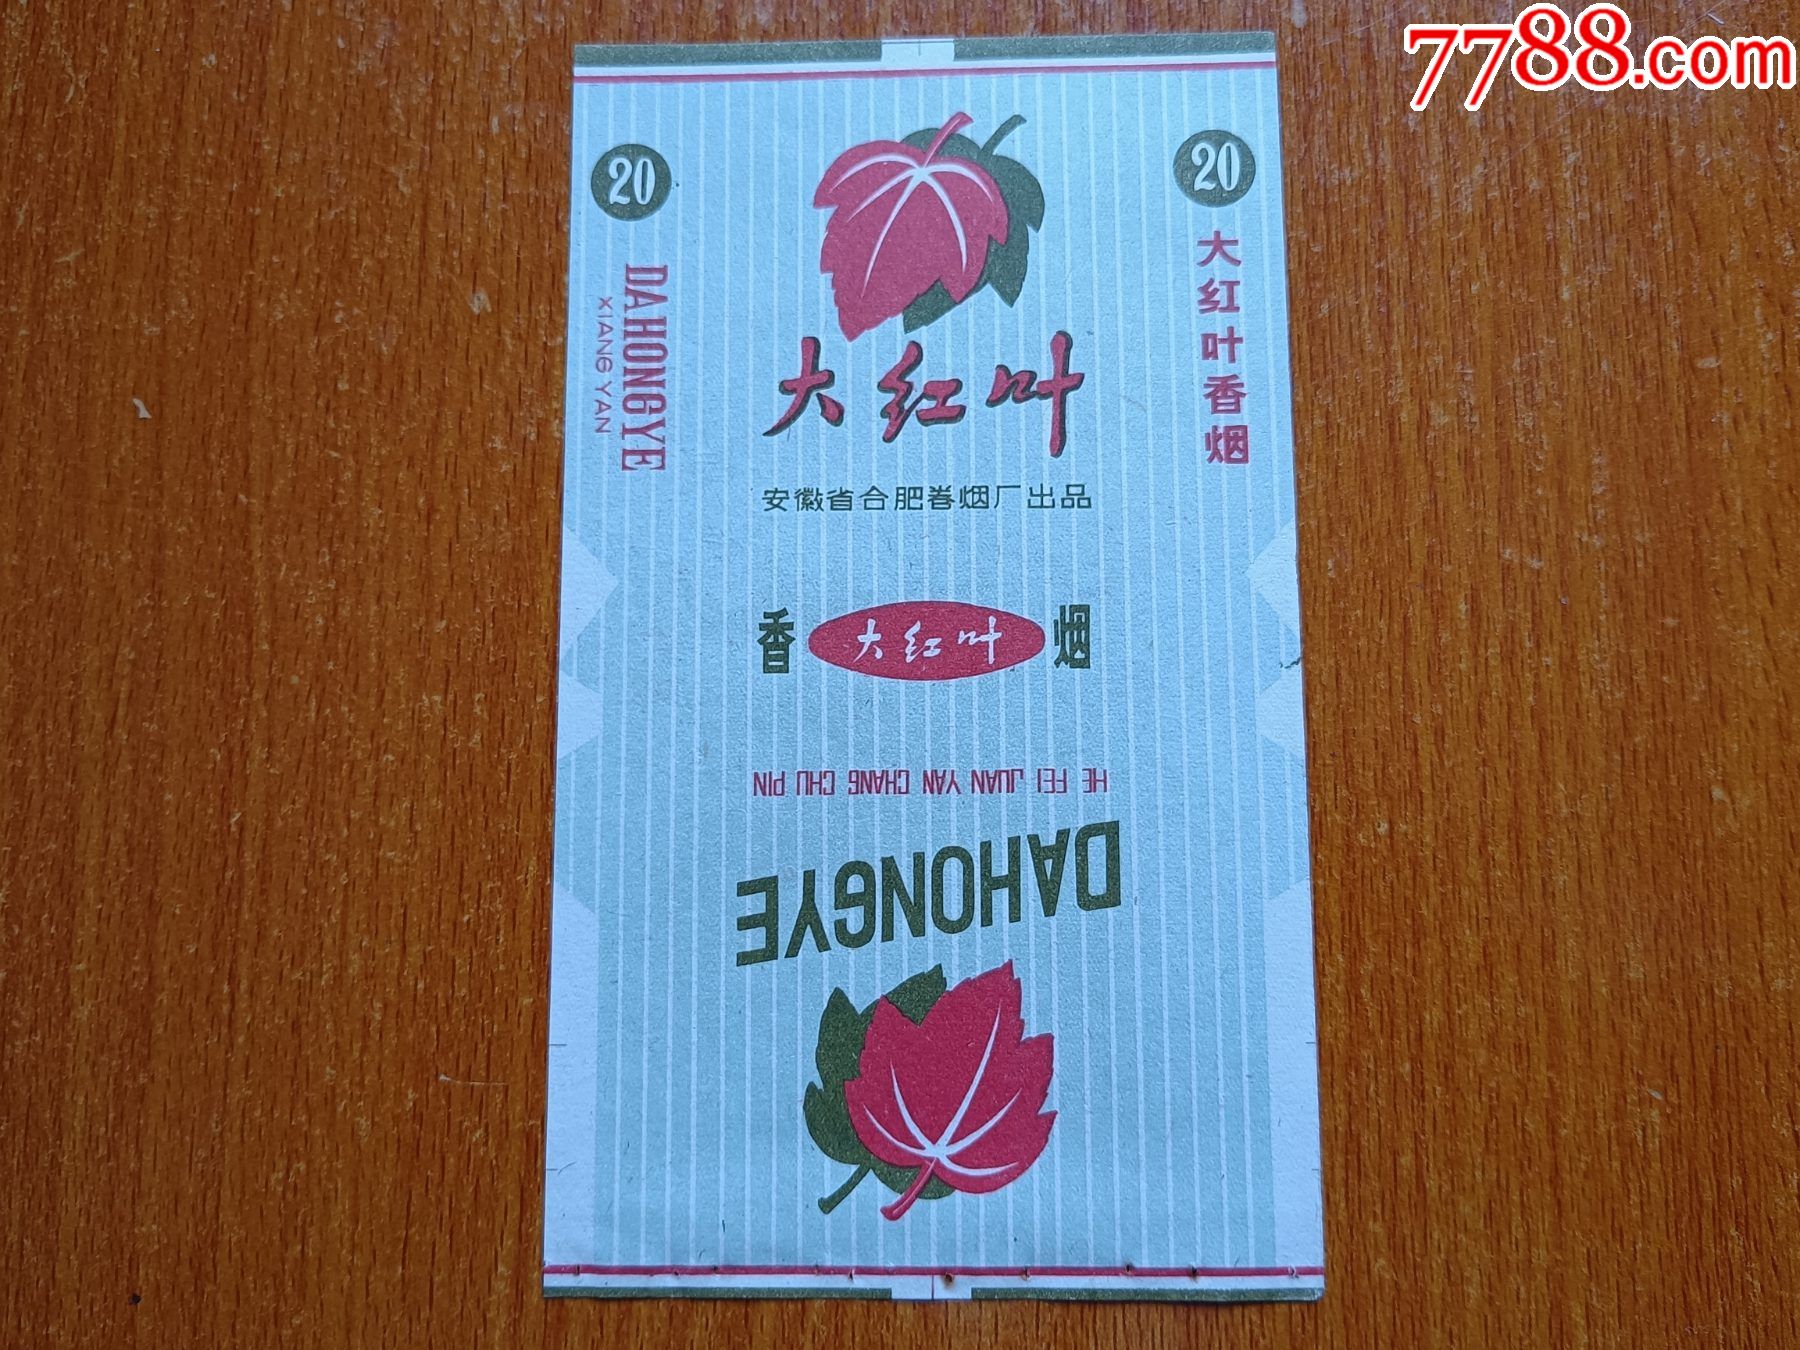 7788.com
20
DAHONGYE
XIANG YAN
20
大红叶香烟
大红叶
安徽省合肥卷烟厂出品
香 大红叶 烟
HE FEI JUAN YAN CHANG CHU PIN
DAHONGYE